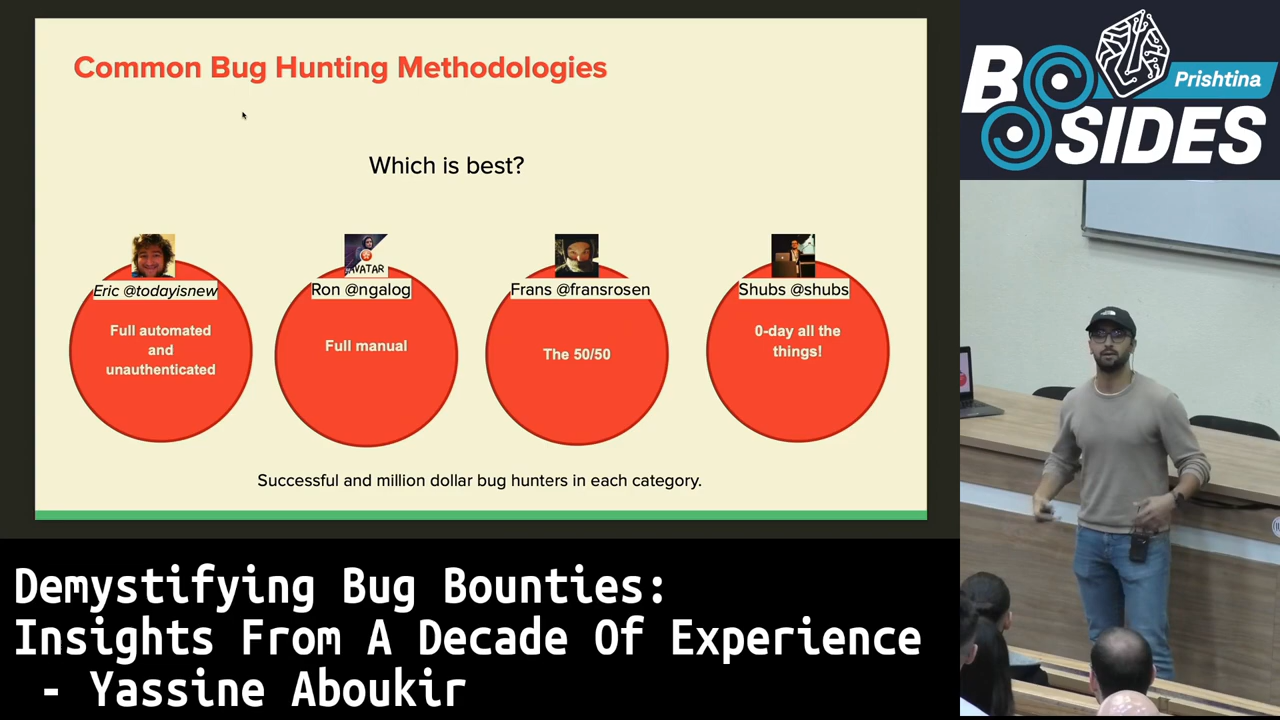 Common Bug Hunting Methodologies
Which is best?
AVATAR
Eric @todayisnew
Ron @ngalog
Frans @fransrosen
Shubs @shubs
Full automated
and
unauthenticated
Full manual
The 50/50
0-day all the
things!
Successful and million dollar bug hunters in each category.
BSIDES
Prishtina
Demystifying Bug Bounties:
Insights From A Decade Of Experience
- Yassine Aboukir